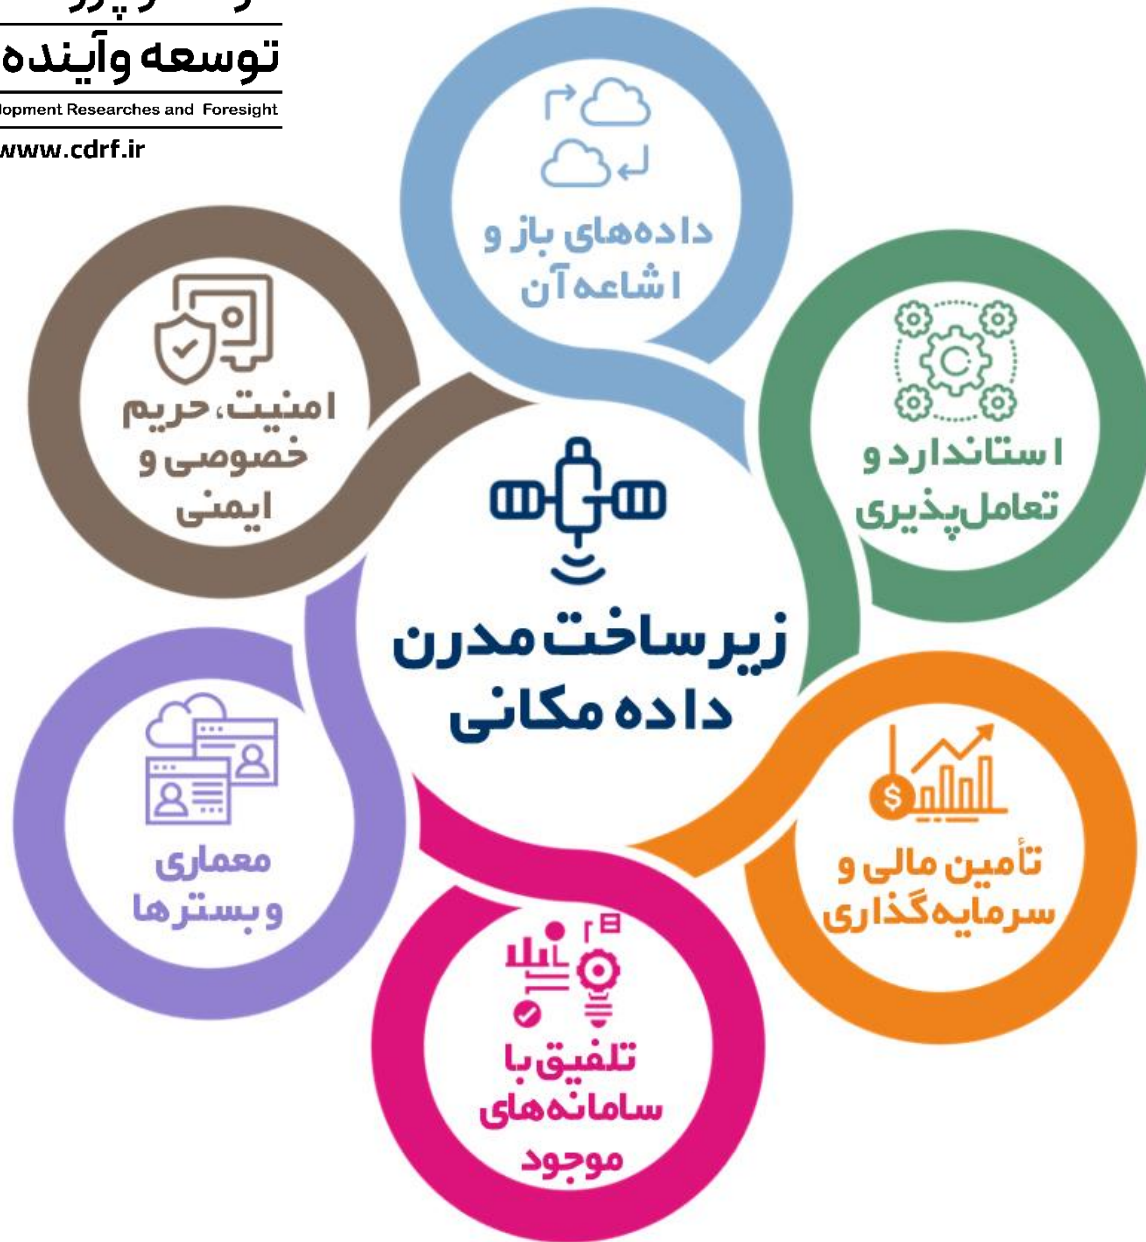 توسعه وآینده
lopment Researches and Foresight
www.cdrf.ir
داده‌های باز و
اشاعه آن
استاندارد و
تعامل‌پذیری
تأمین مالی و
سرمایه‌گذاری
تلفیق با
سامانه‌های
موجود
معماری
و بسترها
امنیت، حریم
خصوصی و
ایمنی
زیرساخت مدرن
داده مکانی